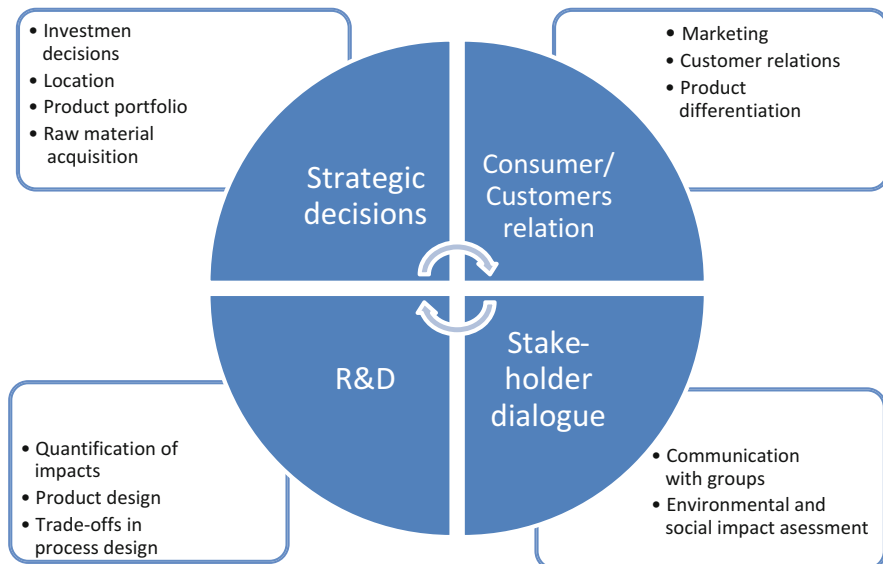 • Investmen
decisions
• Location
• Product portfolio
• Raw material
acquisition
• Marketing
• Customer relations
• Product
differentiation
Strategic
decisions
Consumer/
Customers
relation
R&D
Stake-
holder
dialogue
• Quantification of
impacts
• Product design
• Trade-offs in
process design
• Communication
with groups
• Environmental and
social impact asessment